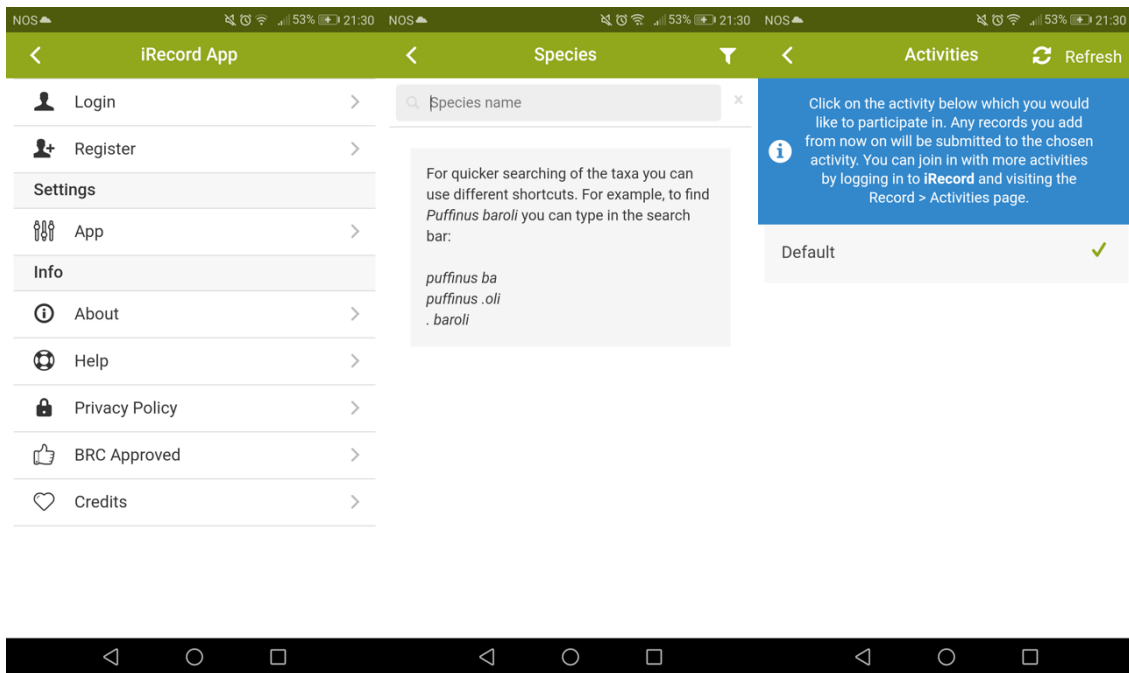 NOS 53% 21:30
iRecord App
Login
Register
Settings
App
Info
About
Help
Privacy Policy
BRC Approved
Credits
NOS 53% 21:30
Species
Species name
x
For quicker searching of the taxa you can
use different shortcuts. For example, to find
Puffinus baroli you can type in the search
bar:
puffinus ba
puffinus .oli
. baroli
NOS 53% 21:30
Activities Refresh
Click on the activity below which you would
like to participate in. Any records you add
from now on will be submitted to the chosen
activity. You can join in with more activities
by logging in to iRecord and visiting the
Record > Activities page.
Default